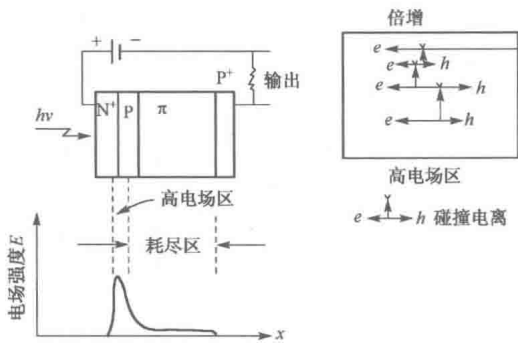 + −
P⁺
输出
hν
N⁺ P π
高电场区
耗尽区
电场强度E
x
倍增
e
e h
e h
e h
高电场区
e h 碰撞电离